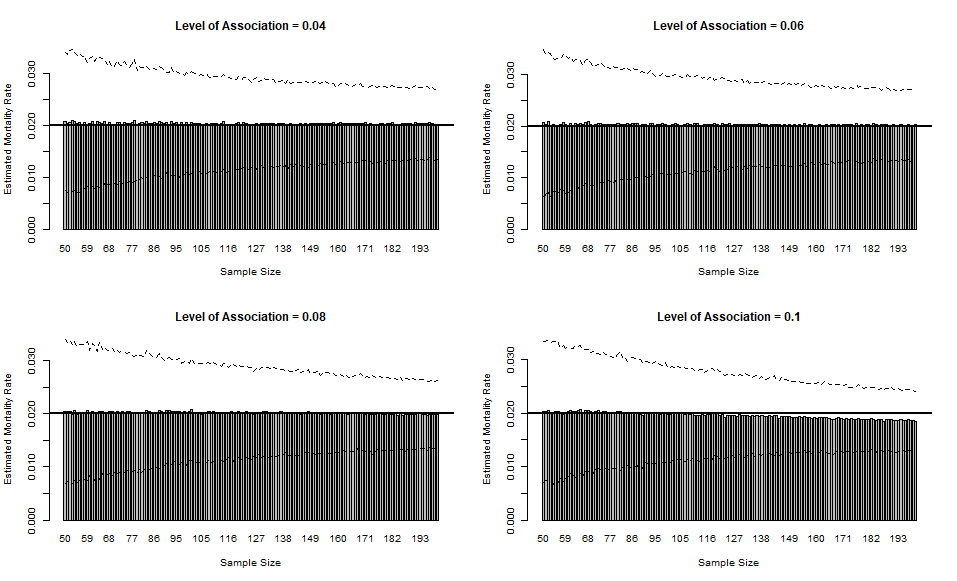 Level of Association = 0.04
Estimated Mortality Rate
0.030
0.020
0.010
0.000
50 59 68 77 86 95 105 116 127 138 149 160 171 182 193
Sample Size
Level of Association = 0.06
Estimated Mortality Rate
0.030
0.020
0.010
0.000
50 59 68 77 86 95 105 116 127 138 149 160 171 182 193
Sample Size
Level of Association = 0.08
Estimated Mortality Rate
0.030
0.020
0.010
0.000
50 59 68 77 86 95 105 116 127 138 149 160 171 182 193
Sample Size
Level of Association = 0.1
Estimated Mortality Rate
0.030
0.020
0.010
0.000
50 59 68 77 86 95 105 116 127 138 149 160 171 182 193
Sample Size